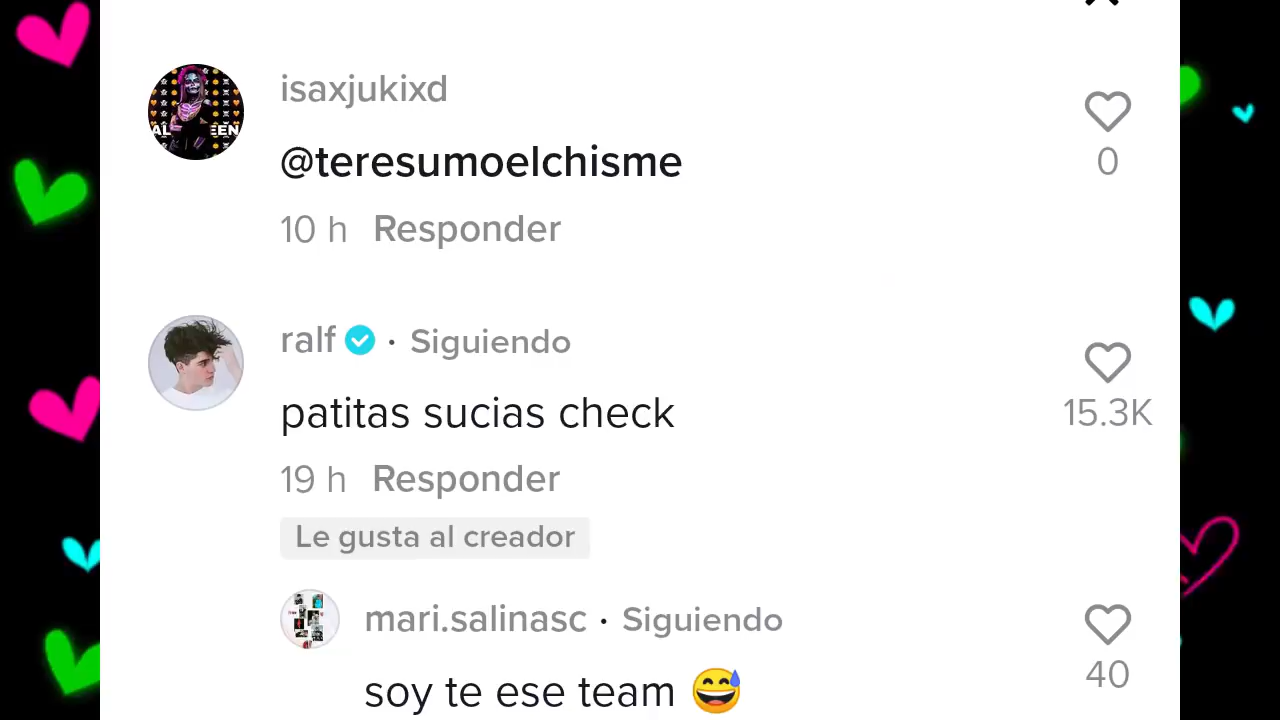 isaxjukixd
@teresumoelchisme
0
10 h Responder
ralf · Siguiendo
patitas sucias check
15.3K
19 h Responder
Le gusta al creador
mari.salinasc · Siguiendo
soy te ese team 😅
40